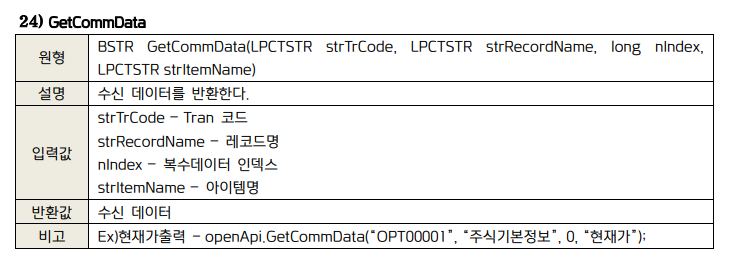 24) GetCommData
원형
BSTR GetCommData(LPCTSTR strTrCode, LPCTSTR strRecordName, long nIndex,
LPCTSTR strItemName)
설명
수신 데이터를 반환한다.
입력값
strTrCode – Tran 코드
strRecordName – 레코드명
nIndex – 복수데이터 인덱스
strItemName – 아이템명
반환값
수신 데이터
비고
Ex)현재가출력 – openApi.GetCommData(“OPT00001”, “주식기본정보”, 0, “현재가”);